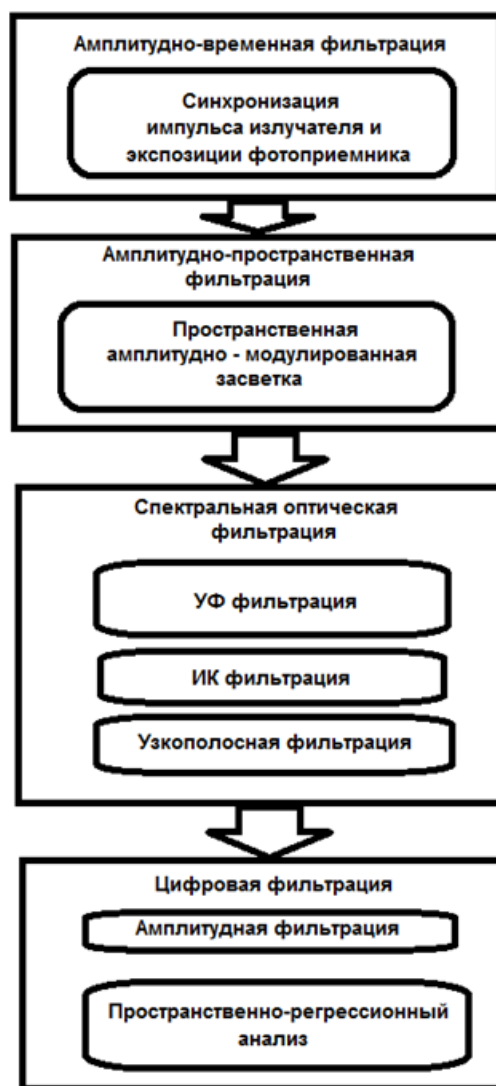 Амплитудно-временная фильтрация
Синхронизация
импульса излучателя и
экспозиции фотоприемника
Амплитудно-пространственная
фильтрация
Пространственная
амплитудно - модулированная
засветка
Спектральная оптическая
фильтрация
УФ фильтрация
ИК фильтрация
Узкополосная фильтрация
Цифровая фильтрация
Амплитудная фильтрация
Пространственно-регрессионный
анализ